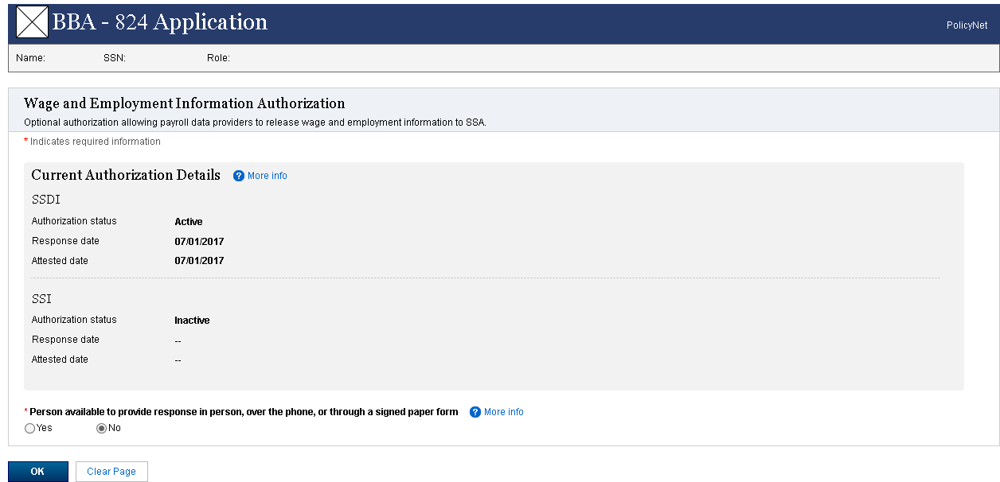 BBA - 824 Application
PolicyNet
Name: SSN: Role:
Wage and Employment Information Authorization
Optional authorization allowing payroll data providers to release wage and employment information to SSA.
* Indicates required information
Current Authorization Details ? More info
SSDI
Authorization status Active
Response date 07/01/2017
Attested date 07/01/2017
SSI
Authorization status Inactive
Response date --
Attested date --
* Person available to provide response in person, over the phone, or through a signed paper form ? More info
Yes No
OK Clear Page